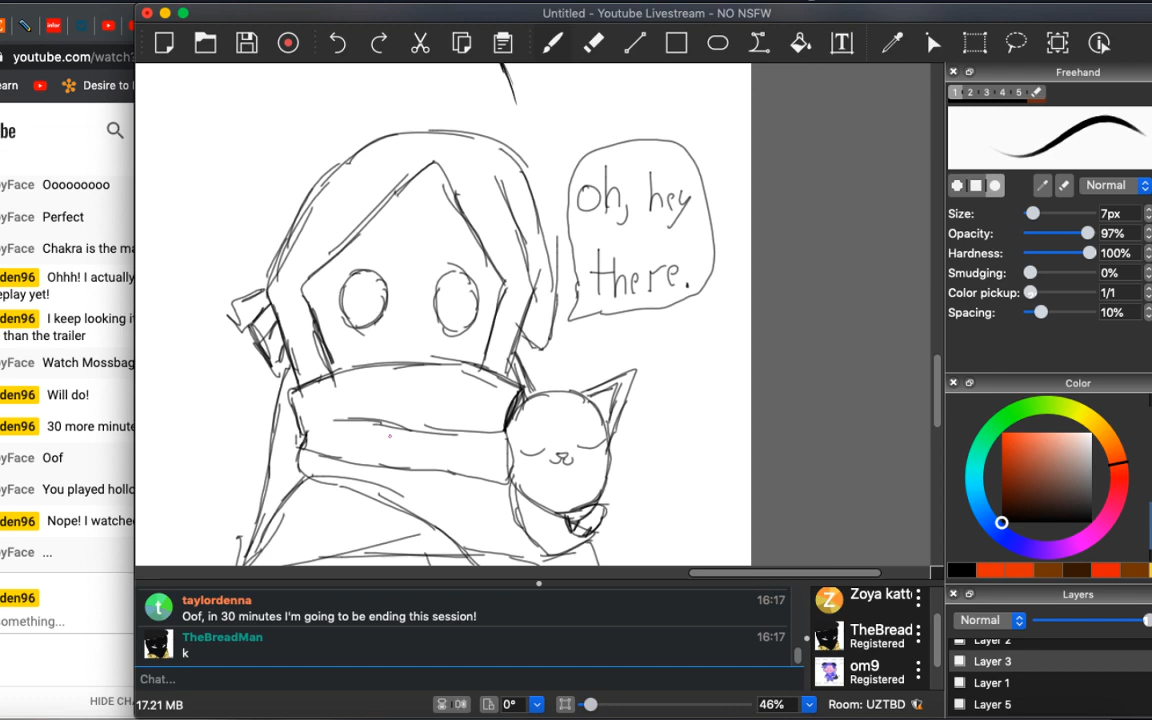 Untitled - Youtube Livestream - NO NSFW
youtube.com/watch?
earn
Desire to
be
yFace Ooooooooo
yFace Perfect
yFace Chakra is the ma
den96 Ohhh! I actually
eplay yet!
den96 I keep looking i
than the trailer
yFace Watch Mossbag
den96 Will do!
den96 30 more minute
yFace Oof
yFace You played hollo
den96 Nope! I watche
yFace ...
den96
omething...
HIDE CHA
oh, hey
there.
Freehand
1 2 3 4 5
Normal
Size: 7px
Opacity: 97%
Hardness: 100%
Smudging: 0%
Color pickup: 1/1
Spacing: 10%
Color
Layers
Normal
Layer 2
Layer 3
Layer 1
Layer 5
t
taylordenna 16:17
Oof, in 30 minutes I'm going to be ending this session!
TheBreadMan 16:17
k
Chat...
Z
Zoya katt
TheBread
Registered
om9
Registered
17.21 MB
0°
46%
Room: UZTBD